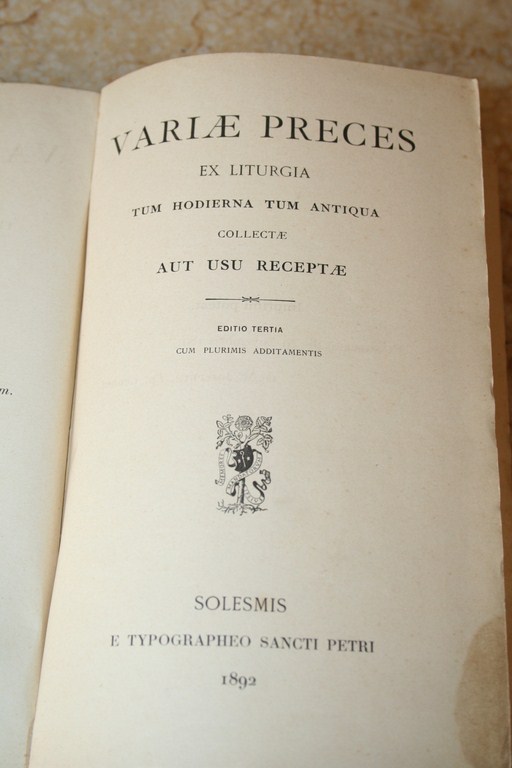 m.
VARIÆ PRECES
EX LITURGIA
TUM HODIERNA TUM ANTIQUA
COLLECTÆ
AUT USU RECEPTÆ
EDITIO TERTIA
CUM PLURIMIS ADDITAMENTIS
SOLESMIS
E TYPOGRAPHEO SANCTI PETRI
1892